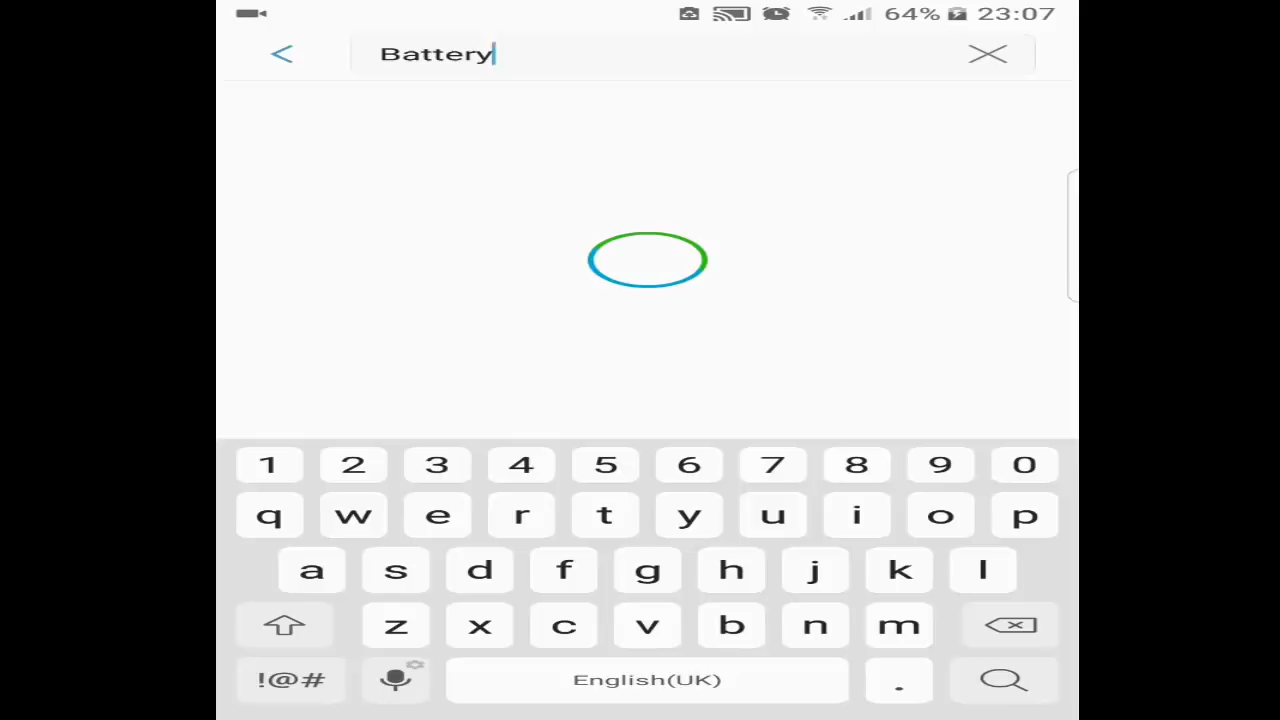 64% 23:07
Battery
1 2 3 4 5 6 7 8 9 0
q w e r t y u i o p
a s d f g h j k l
z x c v b n m
!@# English(UK) .